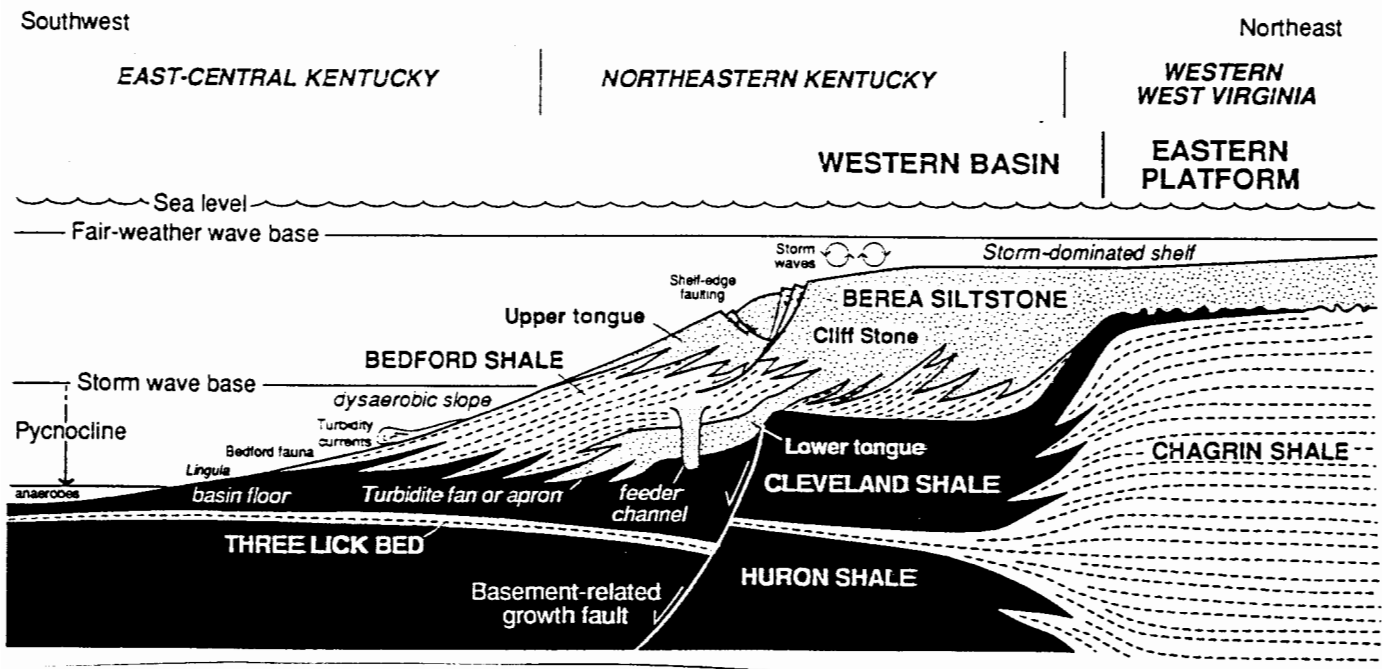 Southwest
Northeast
EAST-CENTRAL KENTUCKY
NORTHEASTERN KENTUCKY
WESTERN
WEST VIRGINIA
WESTERN BASIN
EASTERN
PLATFORM
Sea level
Fair-weather wave base
Storm
waves
Storm-dominated shelf
Shelf-edge
faulting
BEREA SILTSTONE
Upper tongue
Cliff Stone
BEDFORD SHALE
Storm wave base
dysaerobic slope
Turbidity
currents
Pycnocline
Bedford fauna
Lower tongue
CHAGRIN SHALE
Lingula
anaerobes
basin floor
Turbidite fan or apron
feeder
channel
CLEVELAND SHALE
THREE LICK BED
HURON SHALE
Basement-related
growth fault